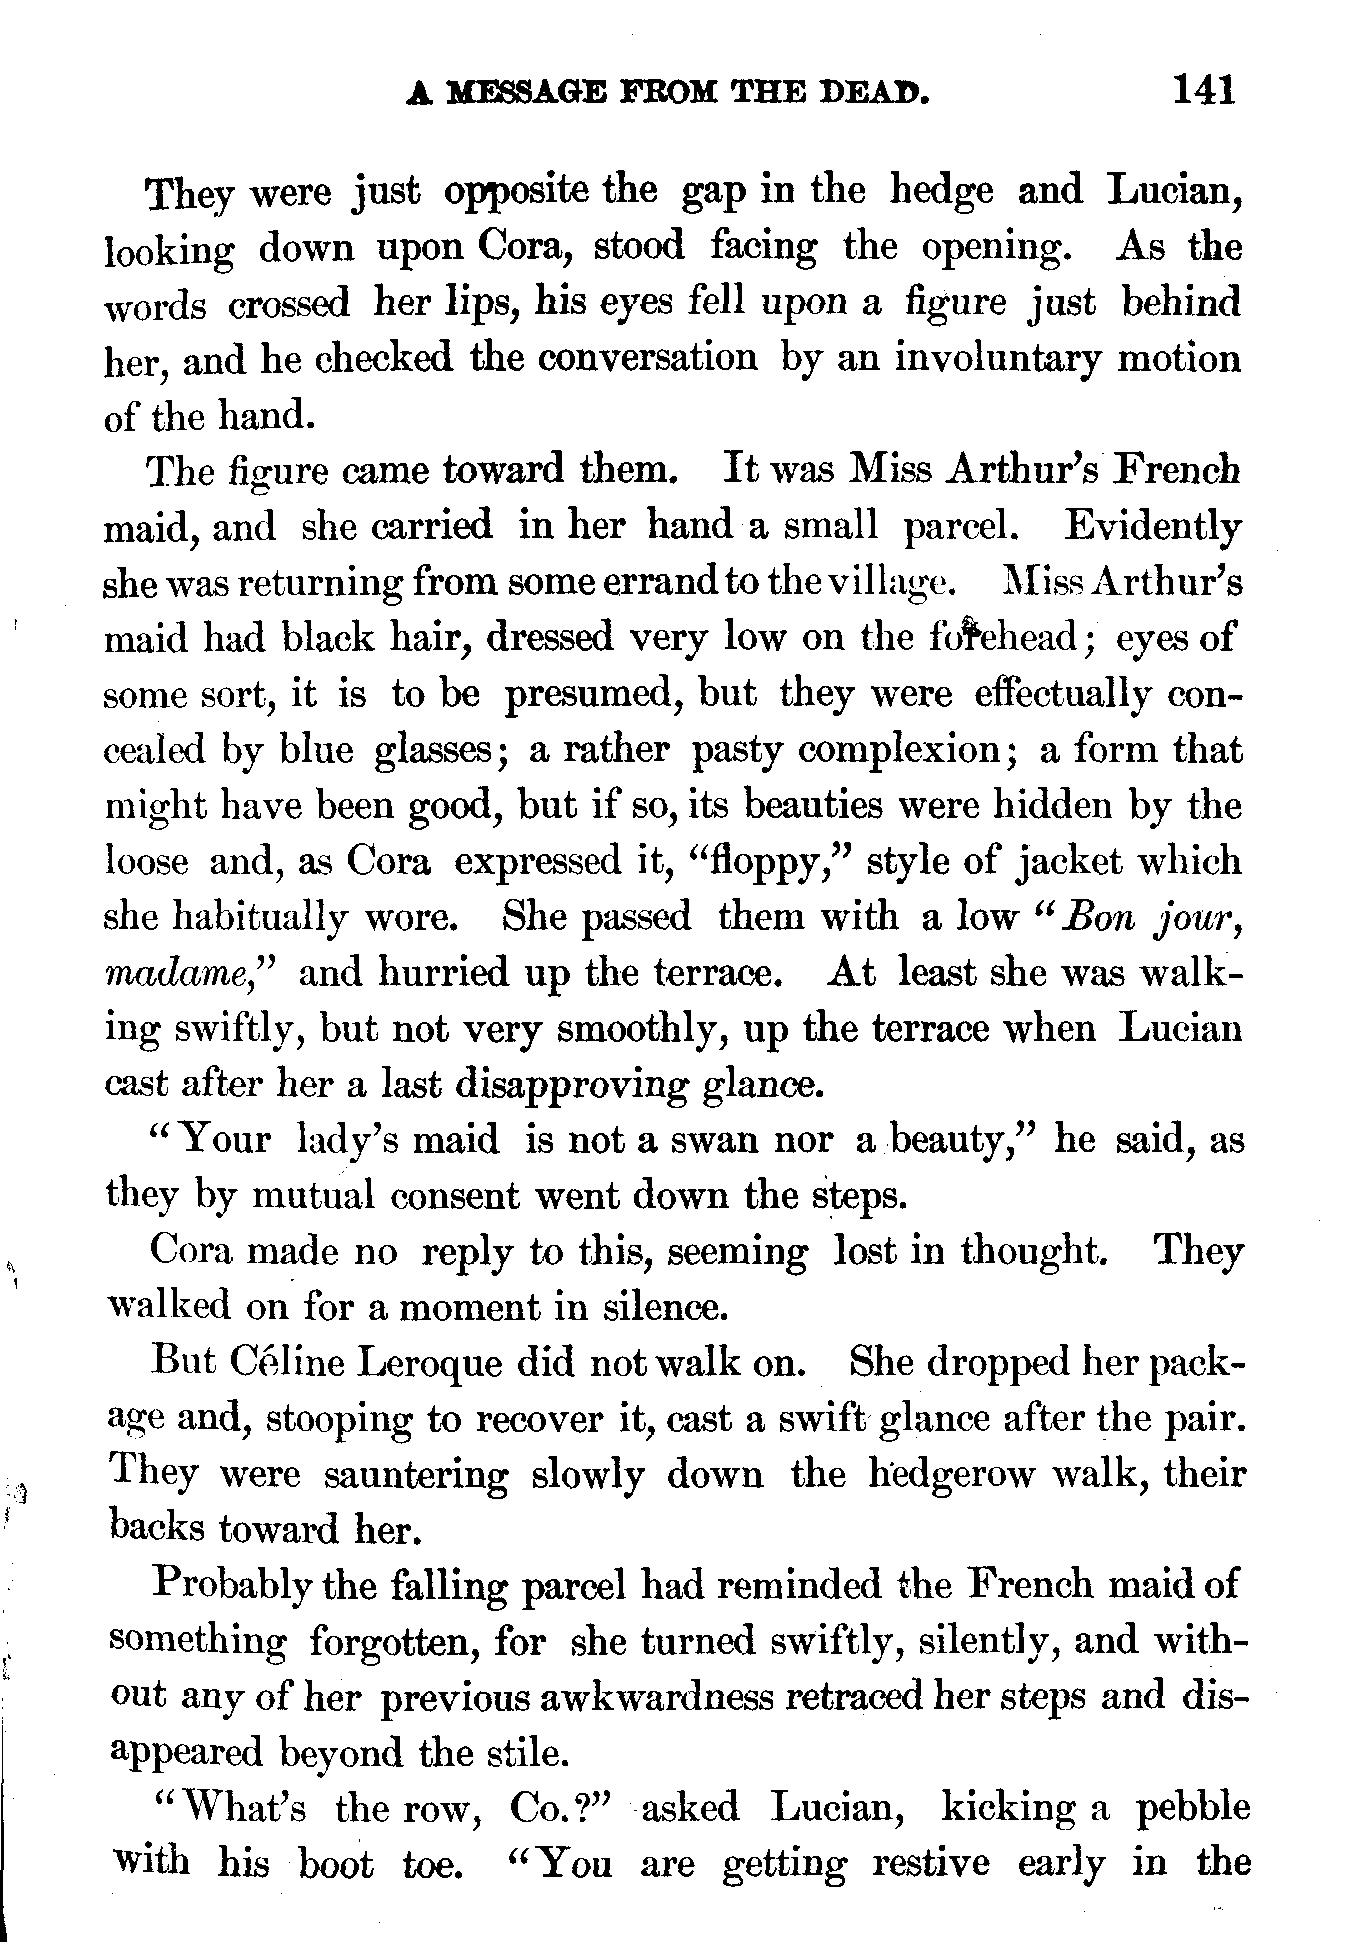 A MESSAGE FROM THE DEAD. 141
They were just opposite the gap in the hedge and Lucian,
looking down upon Cora, stood facing the opening. As the
words crossed her lips, his eyes fell upon a figure just behind
her, and he checked the conversation by an involuntary motion
of the hand.
The figure came toward them. It was Miss Arthur's French
maid, and she carried in her hand a small parcel. Evidently
she was returning from some errand to the village. Miss Arthur's
maid had black hair, dressed very low on the forehead; eyes of
some sort, it is to be presumed, but they were effectually con-
cealed by blue glasses; a rather pasty complexion; a form that
might have been good, but if so, its beauties were hidden by the
loose and, as Cora expressed it, "floppy," style of jacket which
she habitually wore. She passed them with a low "Bon jour,
madame," and hurried up the terrace. At least she was walk-
ing swiftly, but not very smoothly, up the terrace when Lucian
cast after her a last disapproving glance.
"Your lady's maid is not a swan nor a beauty," he said, as
they by mutual consent went down the steps.
Cora made no reply to this, seeming lost in thought. They
walked on for a moment in silence.
But Céline Leroque did not walk on. She dropped her pack-
age and, stooping to recover it, cast a swift glance after the pair.
They were sauntering slowly down the hedgerow walk, their
backs toward her.
Probably the falling parcel had reminded the French maid of
something forgotten, for she turned swiftly, silently, and with-
out any of her previous awkwardness retraced her steps and dis-
appeared beyond the stile.
"What's the row, Co.?" asked Lucian, kicking a pebble
with his boot toe. "You are getting restive early in the